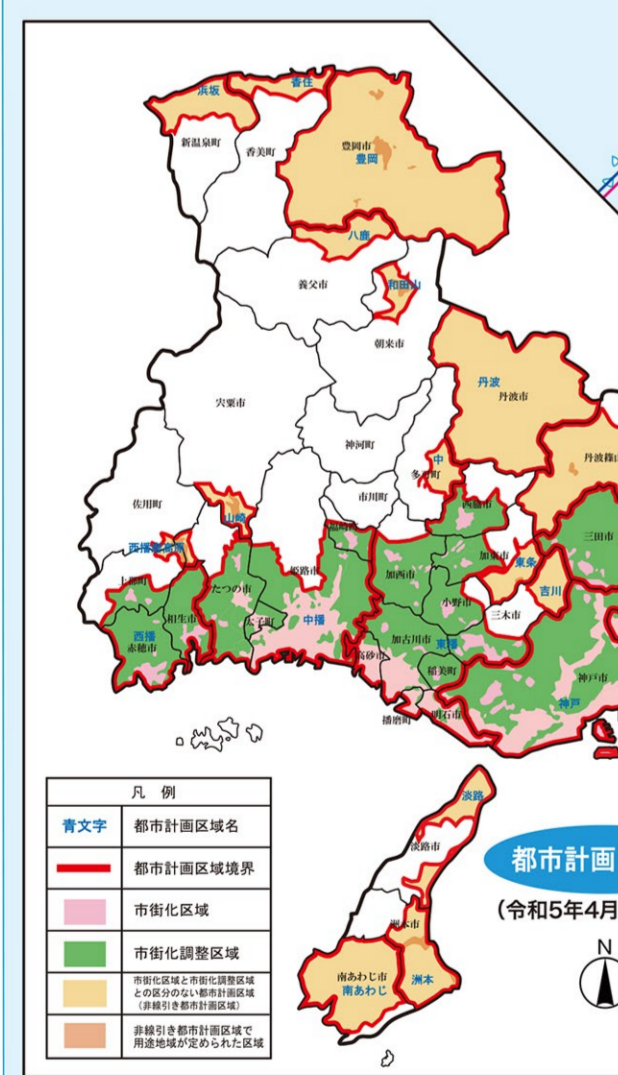 浜坂
香住
新温泉町
香美町
豊岡市
豊岡
八鹿
養父市
和田山
朝来市
宍粟市
丹波
丹波市
神河町
中
多可町
丹波篠山
佐用町
山崎
市川町
西脇市
三田市
福崎町
加東市
東条
姫路市
たつの市
加西市
上郡町
相生市
太子町
中播
小野市
三木市
吉川
西播
赤穂市
加古川市
東播
高砂市
稲美町
神戸市
神戸
播磨町
明石市
淡路
淡路市
洲本市
南あわじ市
南あわじ
洲本
凡 例
青文字 都市計画区域名
都市計画区域境界
市街化区域
市街化調整区域
市街化区域と市街化調整区域
との区分のない都市計画区域
(非線引き都市計画区域)
非線引き都市計画区域で
用途地域が定められた区域
都市計画
(令和5年4月
N